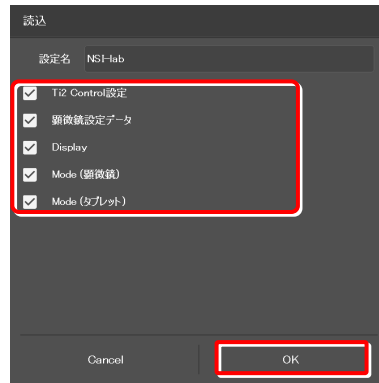 読込
設定名 NSI-lab
Ti2 Control設定
顕微鏡設定データ
Display
Mode (顕微鏡)
Mode (タブレット)
Cancel OK